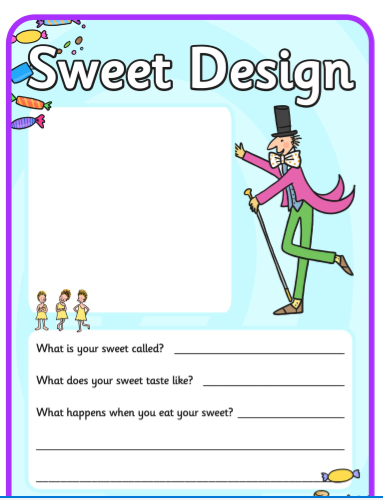 Sweet Design
What is your sweet called?
What does your sweet taste like?
What happens when you eat your sweet?